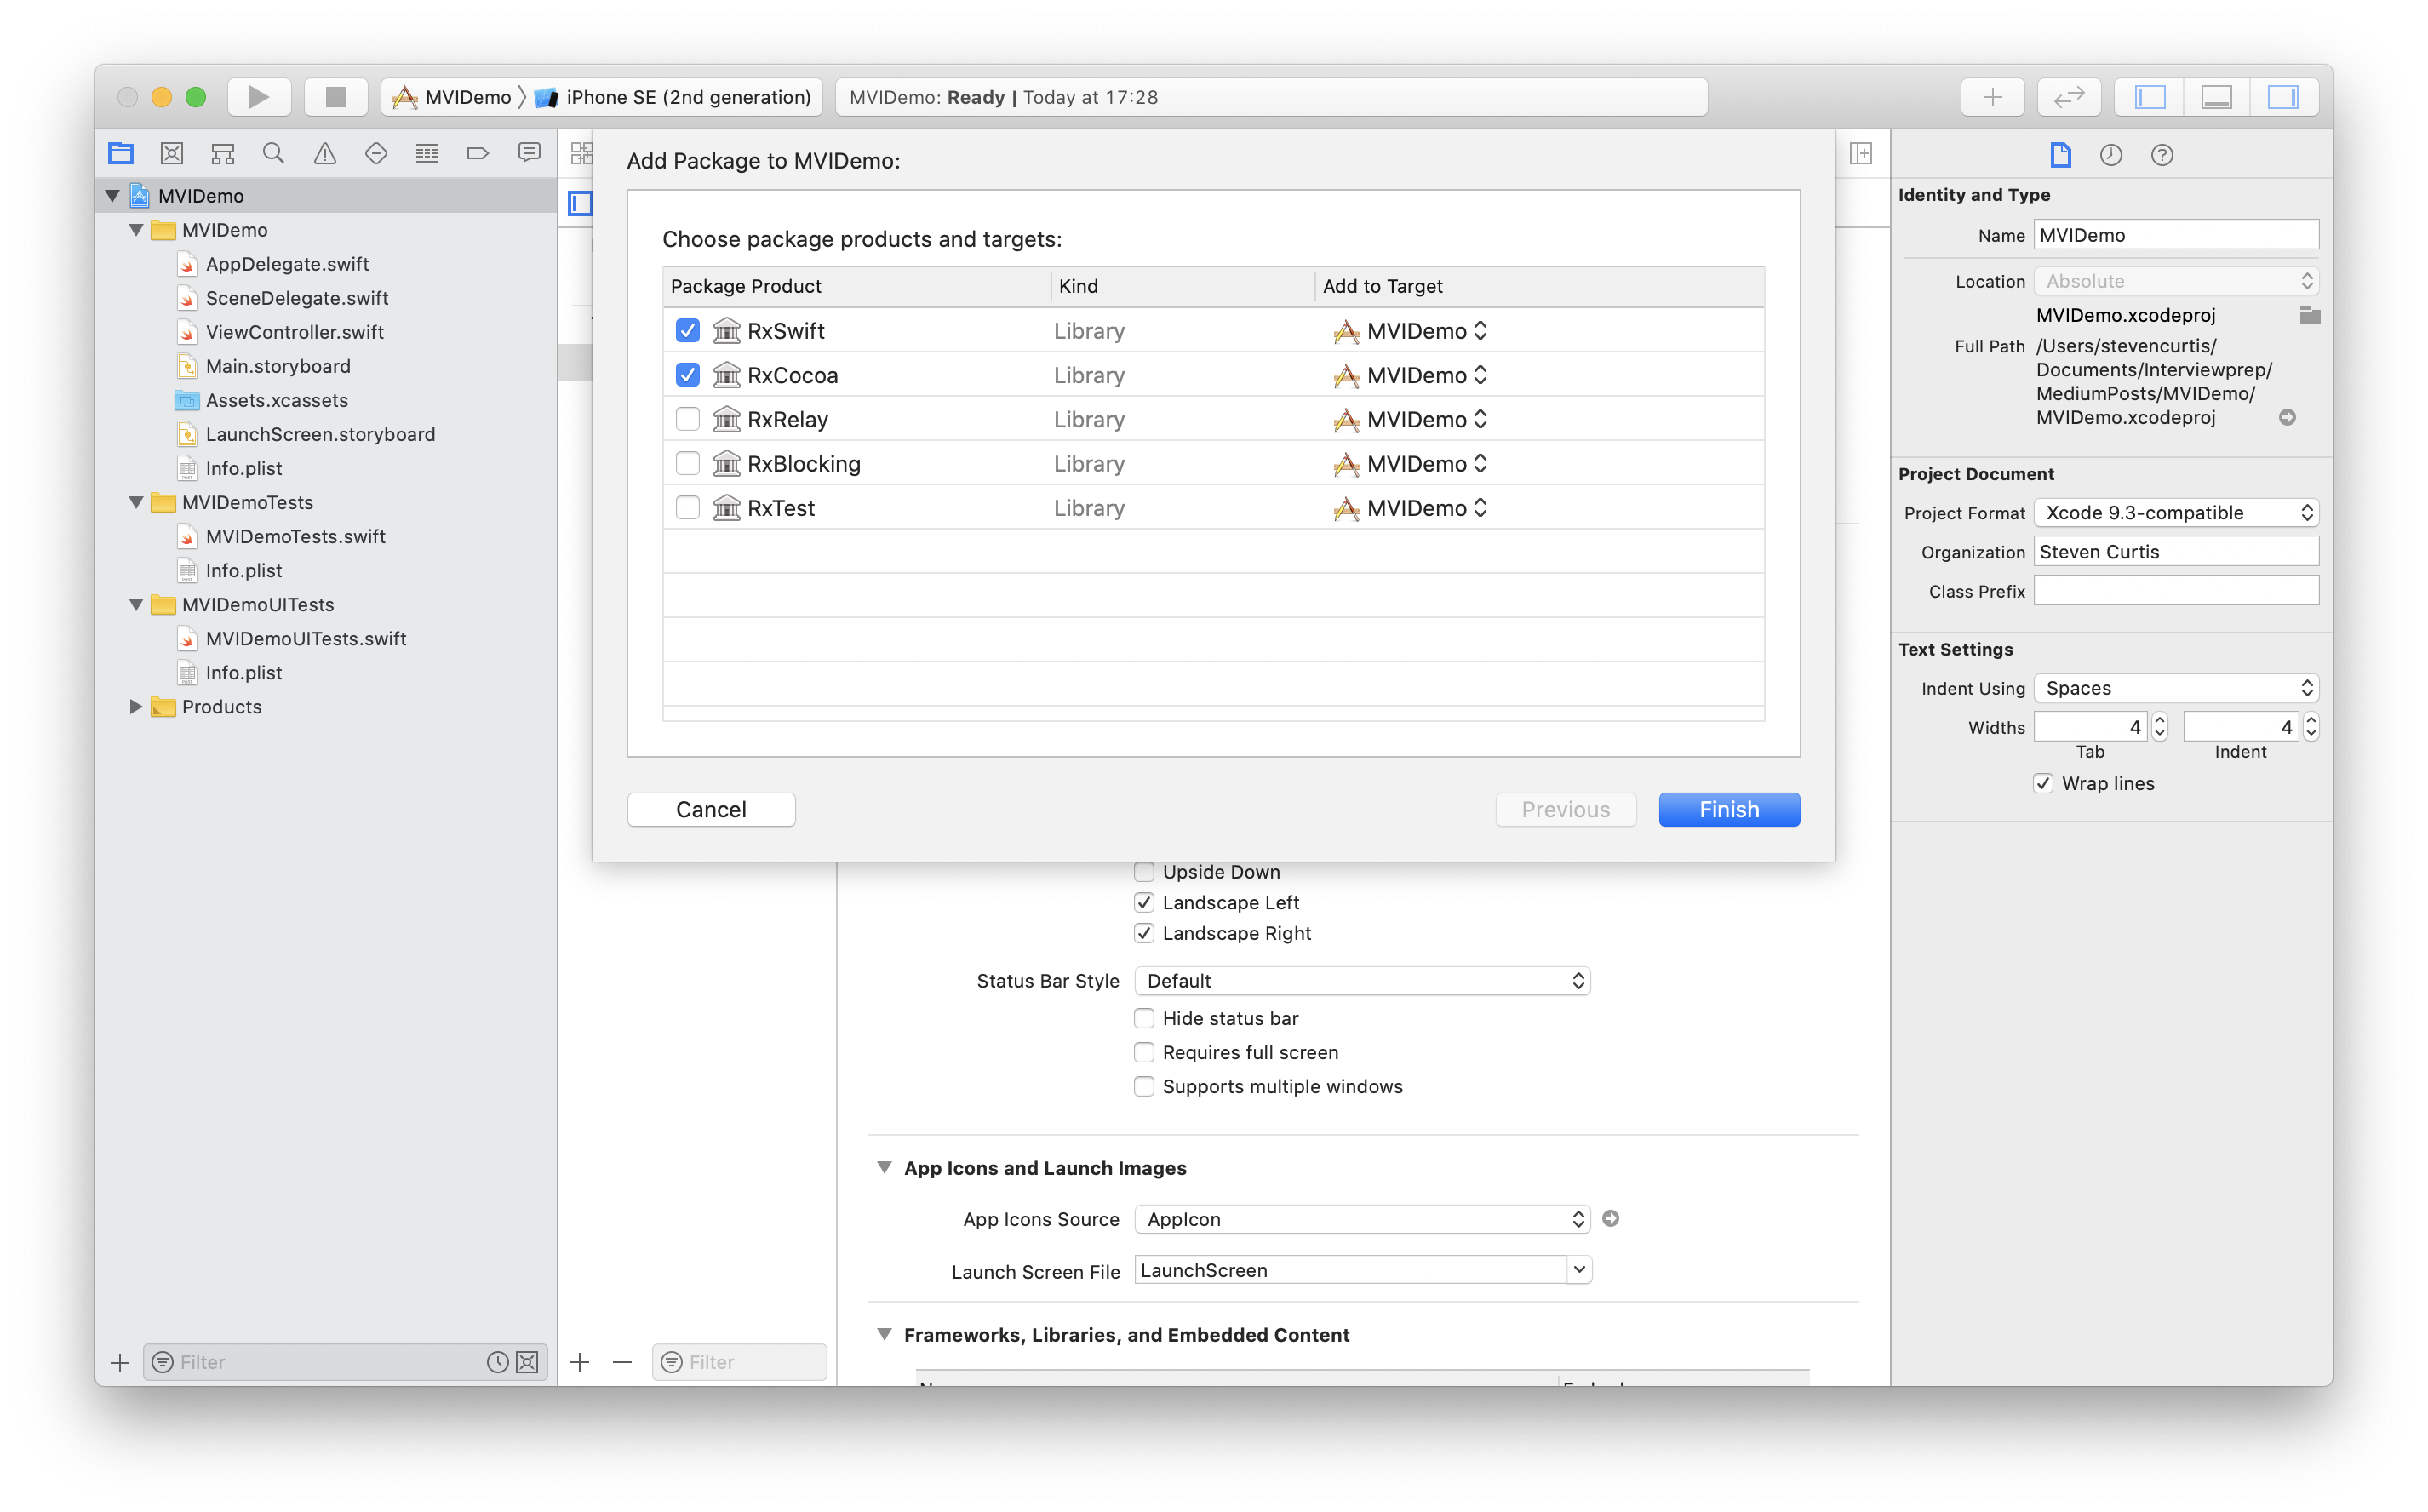 MVIDemo 〉 iPhone SE (2nd generation)
MVIDemo: Ready | Today at 17:28
MVIDemo
MVIDemo
AppDelegate.swift
SceneDelegate.swift
ViewController.swift
Main.storyboard
Assets.xcassets
LaunchScreen.storyboard
Info.plist
MVIDemoTests
MVIDemoTests.swift
Info.plist
MVIDemoUITests
MVIDemoUITests.swift
Info.plist
Products
Filter
Filter
Add Package to MVIDemo:
Choose package products and targets:
Package Product Kind Add to Target
RxSwift Library MVIDemo
RxCocoa Library MVIDemo
RxRelay Library MVIDemo
RxBlocking Library MVIDemo
RxTest Library MVIDemo
Cancel Previous Finish
Upside Down
Landscape Left
Landscape Right
Status Bar Style Default
Hide status bar
Requires full screen
Supports multiple windows
App Icons and Launch Images
App Icons Source AppIcon
Launch Screen File LaunchScreen
Frameworks, Libraries, and Embedded Content
Identity and Type
Name MVIDemo
Location Absolute
MVIDemo.xcodeproj
Full Path /Users/stevencurtis/
Documents/Interviewprep/
MediumPosts/MVIDemo/
MVIDemo.xcodeproj
Project Document
Project Format Xcode 9.3-compatible
Organization Steven Curtis
Class Prefix
Text Settings
Indent Using Spaces
Widths 4 4
Tab Indent
Wrap lines